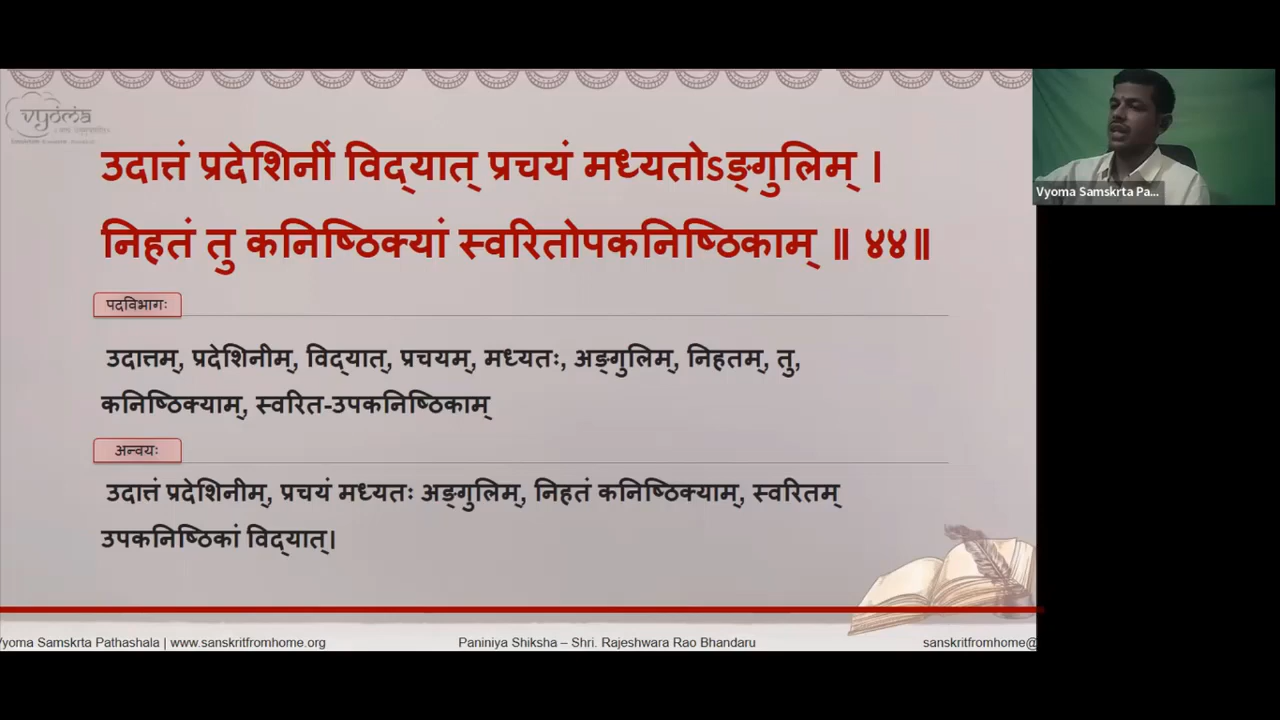 vyoma
उदात्तं प्रदेशिनीं विद्यात् प्रचयं मध्यतोऽङ्गुलिम् |
निहतं तु कनिष्ठिक्यां स्वरितोपकनिष्ठिकाम् ॥ ४४॥
Vyoma Samskrta Pa...
पदविभागः
उदात्तम्, प्रदेशिनीम्, विद्यात्, प्रचयम्, मध्यतः, अङ्गुलिम्, निहतम्, तु,
कनिष्ठिक्याम्, स्वरित-उपकनिष्ठिकाम्
अन्वयः
उदात्तं प्रदेशिनीम्, प्रचयं मध्यतः अङ्गुलिम्, निहतं कनिष्ठिक्याम्, स्वरितम्
उपकनिष्ठिकां विद्यात्।
Vyoma Samskrta Pathashala | www.sanskritfromhome.org
Paniniya Shiksha – Shri. Rajeshwara Rao Bhandaru
sanskritfromhome@